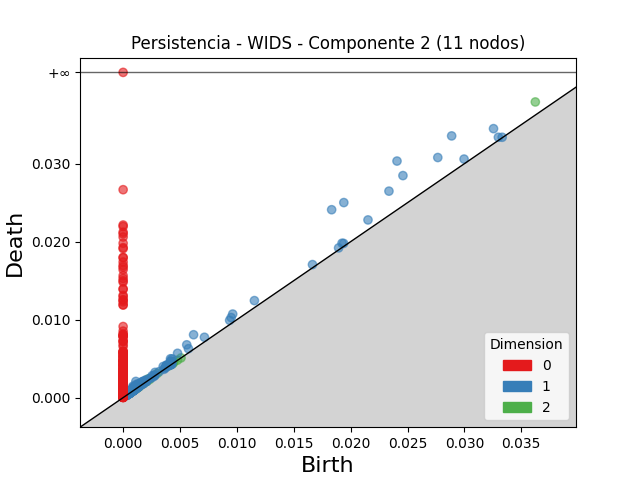 Persistencia - WIDS - Componente 2 (11 nodos)
+∞
0.030
0.020
0.010
0.000
Death
0.000 0.005 0.010 0.015 0.020 0.025 0.030 0.035
Birth
Dimension
0
1
2